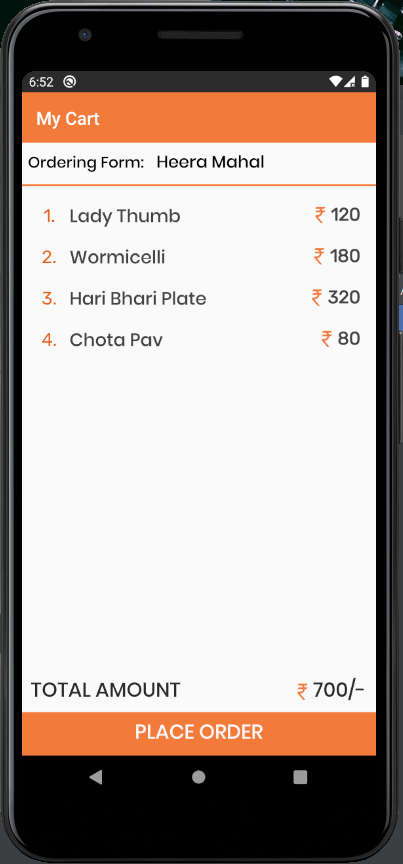 6:52
My Cart
Ordering Form: Heera Mahal
1. Lady Thumb ₹ 120
2. Wormicelli ₹ 180
3. Hari Bhari Plate ₹ 320
4. Chota Pav ₹ 80
TOTAL AMOUNT ₹ 700/-
PLACE ORDER